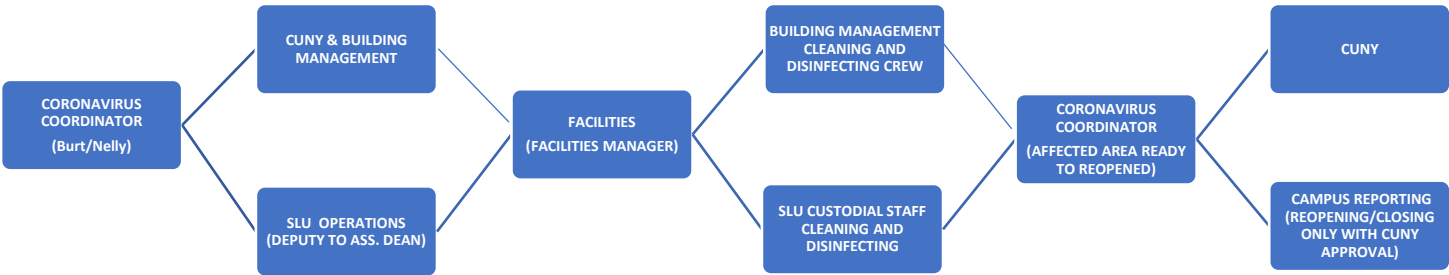 CORONAVIRUS
COORDINATOR
(Burt/Nelly)
CUNY & BUILDING
MANAGEMENT
SLU OPERATIONS
(DEPUTY TO ASS. DEAN)
FACILITIES
(FACILITIES MANAGER)
BUILDING MANAGEMENT
CLEANING AND
DISINFECTING CREW
SLU CUSTODIAL STAFF
CLEANING AND
DISINFECTING
CORONAVIRUS
COORDINATOR
(AFFECTED AREA READY
TO REOPENED)
CUNY
CAMPUS REPORTING
(REOPENING/CLOSING
ONLY WITH CUNY
APPROVAL)